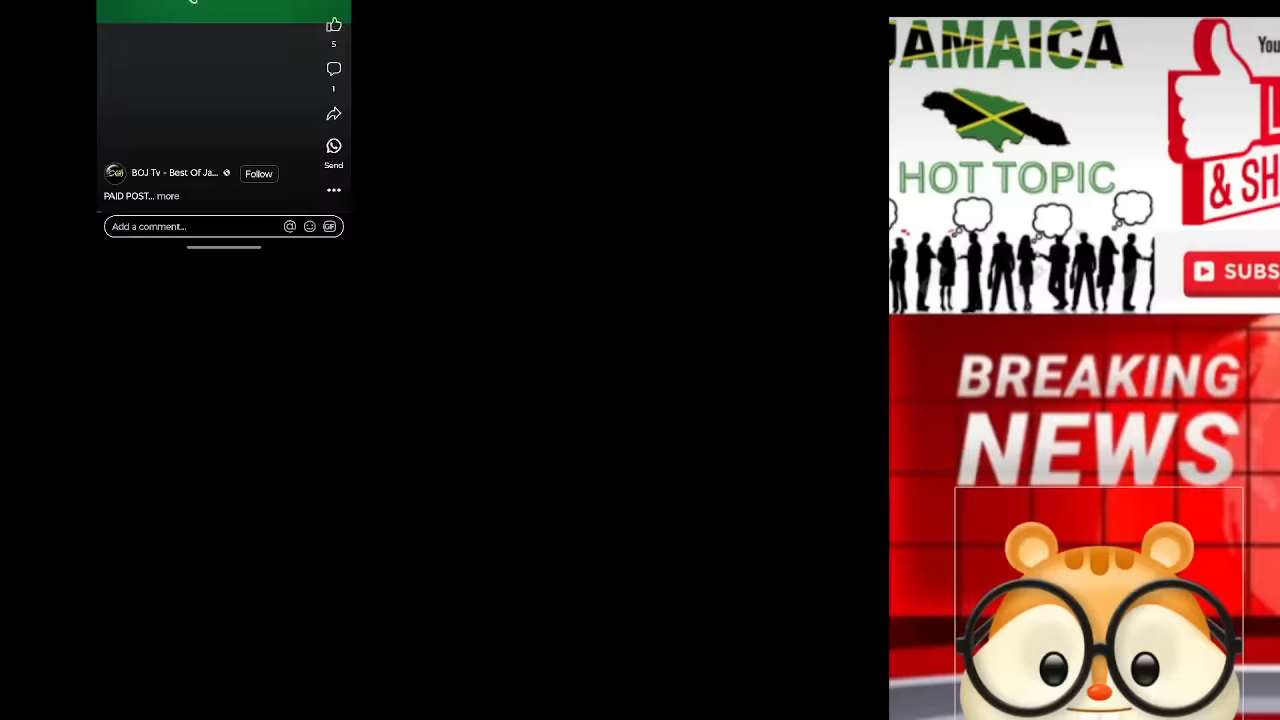 5
1
Send
BOJ Tv - Best Of Ja...
Follow
PAID POST... more
Add a comment...
GIF
JAMAICA
HOT TOPIC
You
& SH
SUBS
BREAKING
NEWS